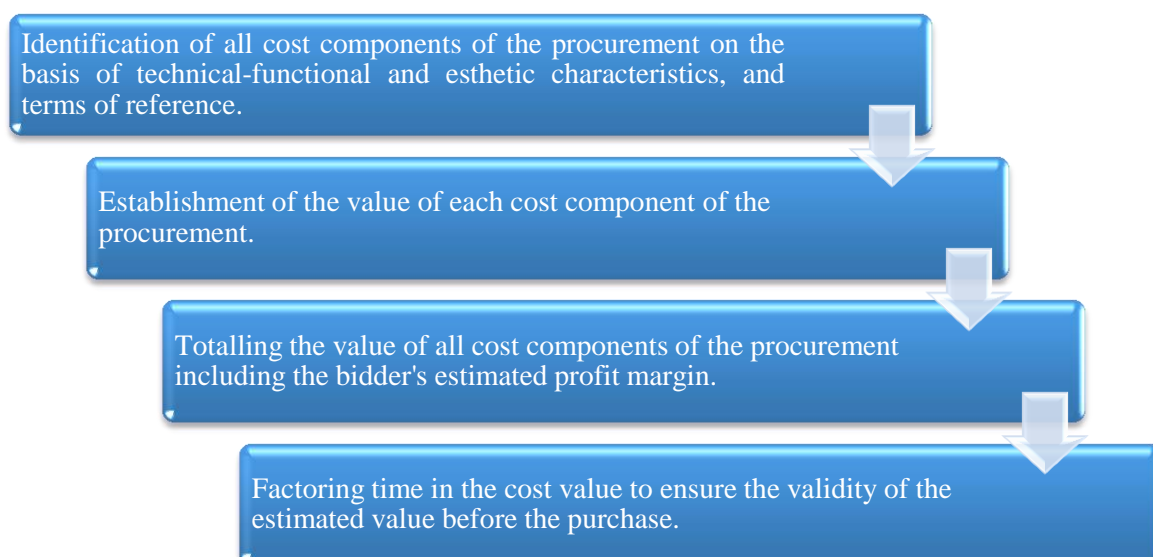 Identification of all cost components of the procurement on the
basis of technical-functional and esthetic characteristics, and
terms of reference.
Establishment of the value of each cost component of the
procurement.
Totalling the value of all cost components of the procurement
including the bidder's estimated profit margin.
Factoring time in the cost value to ensure the validity of the
estimated value before the purchase.